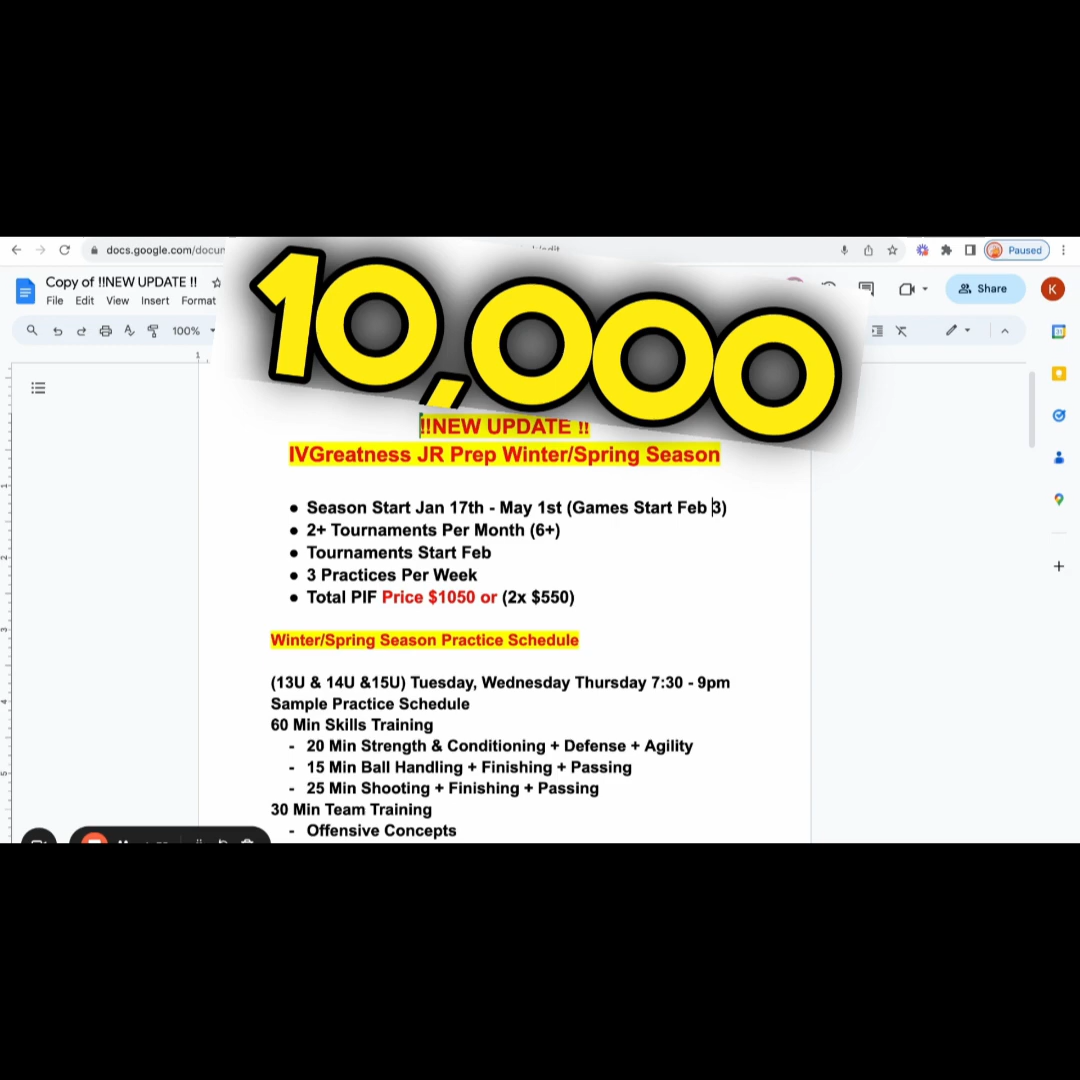 docs.google.com/docun
Paused
Copy of !!NEW UPDATE !!
File Edit View Insert Format
Share
K
100%
10,000
1
!!NEW UPDATE !!
IVGreatness JR Prep Winter/Spring Season
● Season Start Jan 17th - May 1st (Games Start Feb 3)
● 2+ Tournaments Per Month (6+)
● Tournaments Start Feb
● 3 Practices Per Week
● Total PIF Price $1050 or (2x $550)
Winter/Spring Season Practice Schedule
(13U & 14U &15U) Tuesday, Wednesday Thursday 7:30 - 9pm
Sample Practice Schedule
60 Min Skills Training
- 20 Min Strength & Conditioning + Defense + Agility
- 15 Min Ball Handling + Finishing + Passing
- 25 Min Shooting + Finishing + Passing
30 Min Team Training
- Offensive Concepts